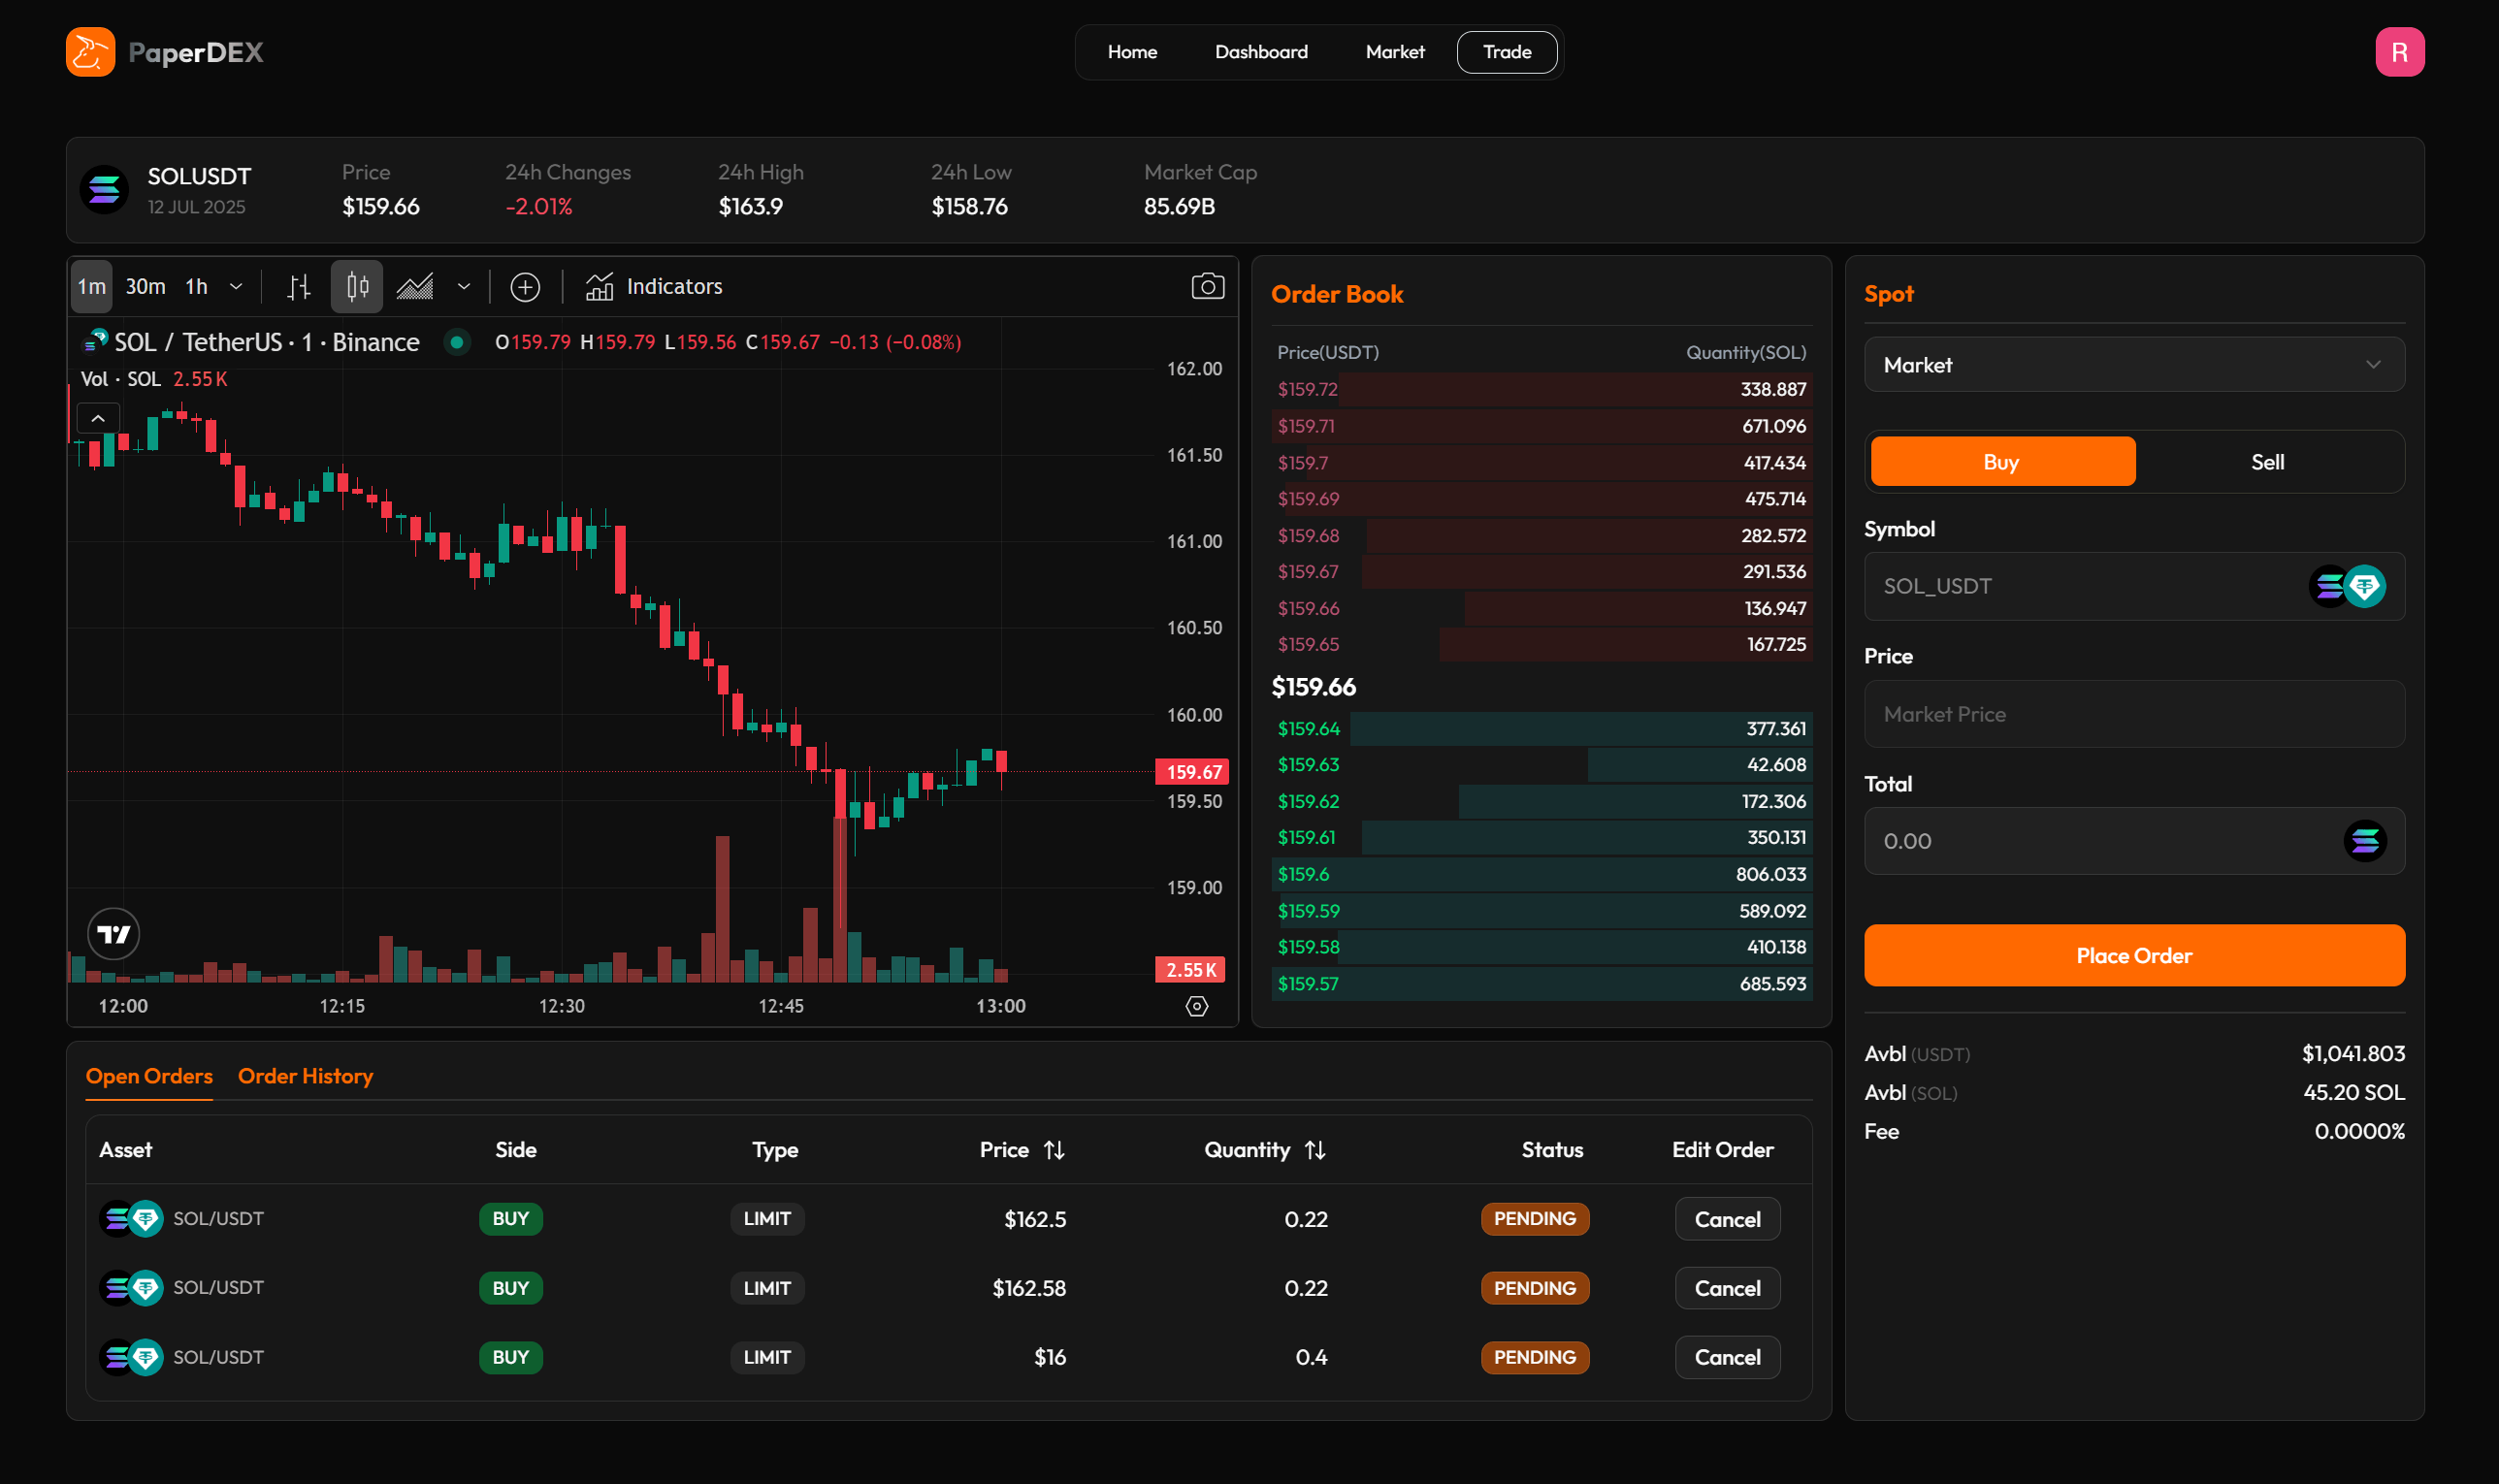 PaperDEX
Home Dashboard Market Trade
R
SOLUSDT
12 JUL 2025
Price
$159.66
24h Changes
-2.01%
24h High
$163.9
24h Low
$158.76
Market Cap
85.69B
1m 30m 1h Indicators
SOL / TetherUS · 1 · Binance O159.79 H159.79 L159.56 C159.67 −0.13 (−0.08%)
Vol · SOL 2.55K
162.00
161.50
161.00
160.50
160.00
159.67
159.50
159.00
2.55K
12:00 12:15 12:30 12:45 13:00
Order Book
Price(USDT) Quantity(SOL)
$159.72 338.887
$159.71 671.096
$159.7 417.434
$159.69 475.714
$159.68 282.572
$159.67 291.536
$159.66 136.947
$159.65 167.725
$159.66
$159.64 377.361
$159.63 42.608
$159.62 172.306
$159.61 350.131
$159.6 806.033
$159.59 589.092
$159.58 410.138
$159.57 685.593
Spot
Market
Buy Sell
Symbol
SOL_USDT
Price
Market Price
Total
0.00
Place Order
Avbl (USDT) $1,041.803
Avbl (SOL) 45.20 SOL
Fee 0.0000%
Open Orders Order History
Asset Side Type Price Quantity Status Edit Order
SOL/USDT BUY LIMIT $162.5 0.22 PENDING Cancel
SOL/USDT BUY LIMIT $162.58 0.22 PENDING Cancel
SOL/USDT BUY LIMIT $16 0.4 PENDING Cancel